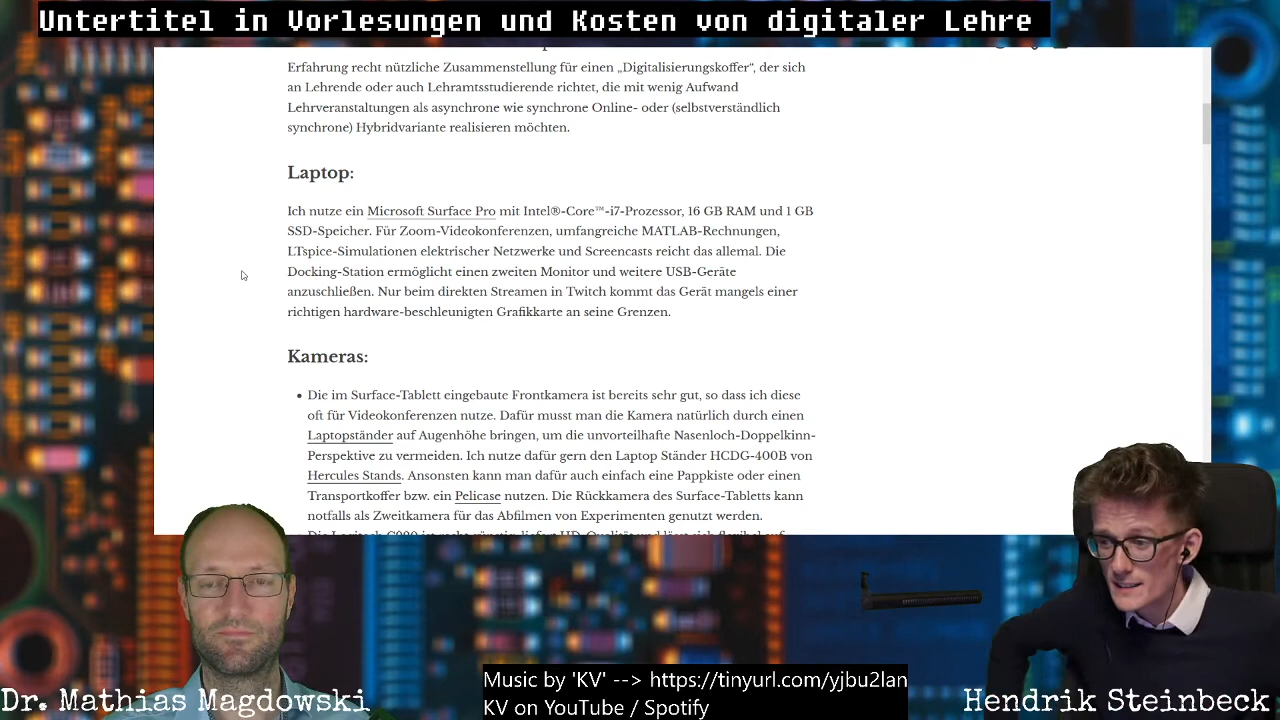 Untertitel in Vorlesungen und Kosten von digitaler Lehre
Erfahrung recht nützliche Zusammenstellung für einen „Digitalisierungskoffer“, der sich
an Lehrende oder auch Lehramtsstudierende richtet, die mit wenig Aufwand
Lehrveranstaltungen als asynchrone wie synchrone Online- oder (selbstverständlich
synchrone) Hybridvariante realisieren möchten.
Laptop:
Ich nutze ein Microsoft Surface Pro mit Intel®-Core™-i7-Prozessor, 16 GB RAM und 1 GB
SSD-Speicher. Für Zoom-Videokonferenzen, umfangreiche MATLAB-Rechnungen,
LTspice-Simulationen elektrischer Netzwerke und Screencasts reicht das allemal. Die
Docking-Station ermöglicht einen zweiten Monitor und weitere USB-Geräte
anzuschließen. Nur beim direkten Streamen in Twitch kommt das Gerät mangels einer
richtigen hardware-beschleunigten Grafikkarte an seine Grenzen.
Kameras:
• Die im Surface-Tablett eingebaute Frontkamera ist bereits sehr gut, so dass ich diese
oft für Videokonferenzen nutze. Dafür musst man die Kamera natürlich durch einen
Laptopständer auf Augenhöhe bringen, um die unvorteilhafte Nasenloch-Doppelkinn-
Perspektive zu vermeiden. Ich nutze dafür gern den Laptop Ständer HCDG-400B von
Hercules Stands. Ansonsten kann man dafür auch einfach eine Pappkiste oder einen
Transportkoffer bzw. ein Pelicase nutzen. Die Rückkamera des Surface-Tabletts kann
notfalls als Zweitkamera für das Abfilmen von Experimenten genutzt werden.
Dr. Mathias Magdowski
Music by 'KV' --> https://tinyurl.com/yjbu2lan
KV on YouTube / Spotify
Hendrik Steinbeck